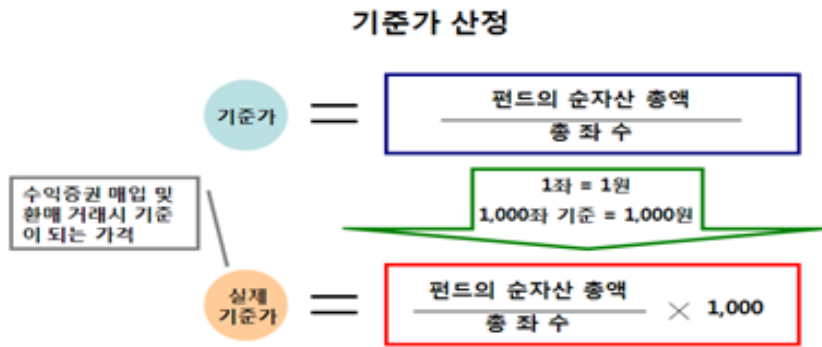 기준가 산정
기준가
=
펀드의 순자산 총액
총 좌 수
1좌 = 1원
1,000좌 기준 = 1,000원
수익증권 매입 및
환매 거래시 기준
이 되는 가격
실제
기준가
=
펀드의 순자산 총액
총 좌 수
× 1,000